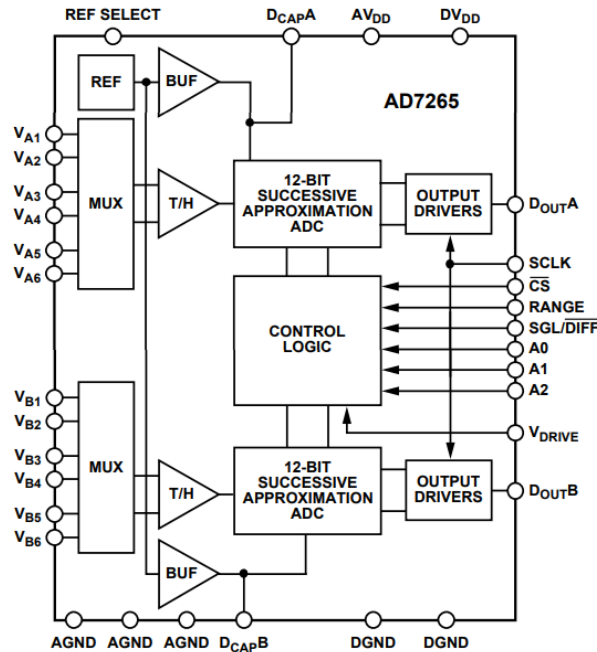 REF SELECT
DCAPA
AVDD
DVDD
REF
BUF
AD7265
VA1
VA2
VA3
VA4
VA5
VA6
MUX
T/H
12-BIT
SUCCESSIVE
APPROXIMATION
ADC
OUTPUT
DRIVERS
DOUTA
SCLK
CS
RANGE
SGL/DIFF
A0
A1
A2
VDRIVE
CONTROL
LOGIC
VB1
VB2
VB3
VB4
VB5
VB6
MUX
T/H
12-BIT
SUCCESSIVE
APPROXIMATION
ADC
OUTPUT
DRIVERS
DOUTB
BUF
AGND
AGND
AGND
DCAPB
DGND
DGND